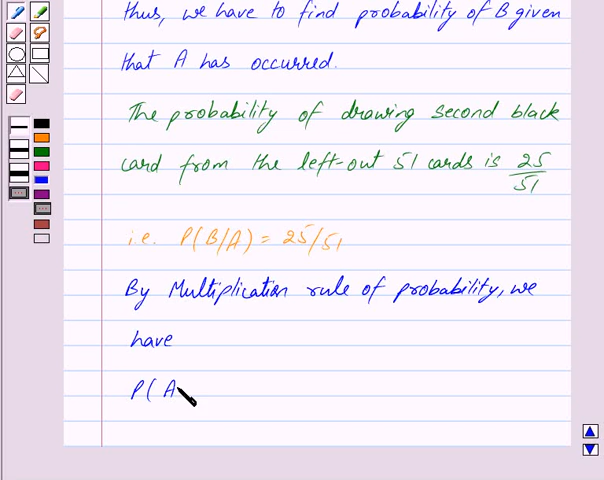 thus, we have to find probability of B given
that A has occurred.
The probability of drawing second black
card from the left-out 51 cards is 25/51
i.e. P(B/A) = 25/51
By Multiplication rule of probability, we
have
P( A